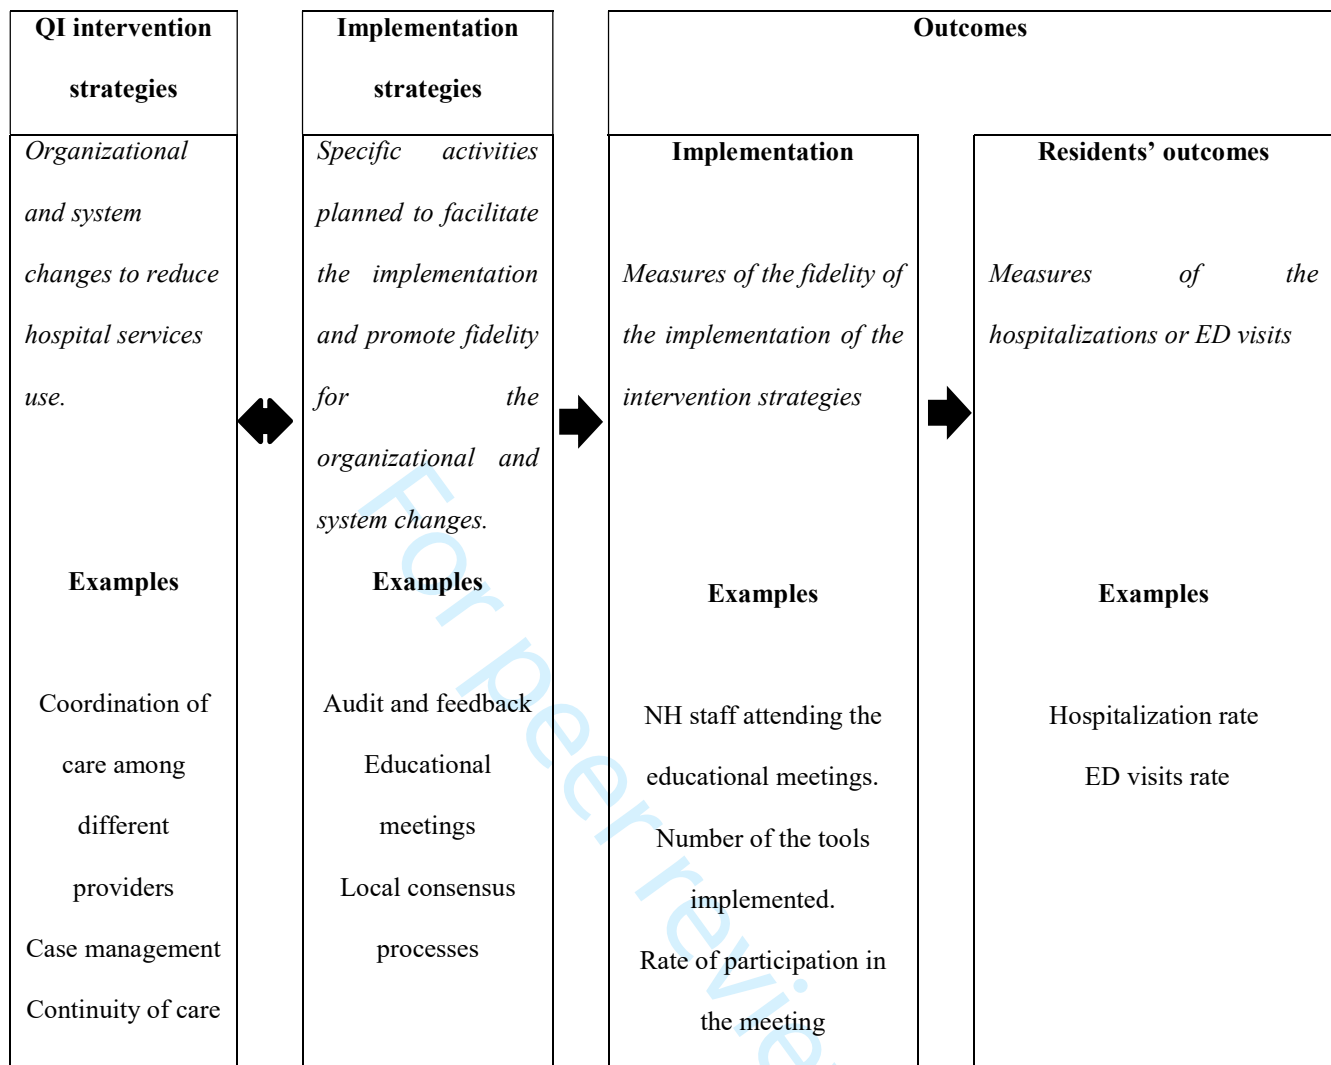 QI intervention
strategies
Organizational
and system
changes to reduce
hospital services
use.
Examples
Coordination of
care among
different
providers
Case management
Continuity of care
Implementation
strategies
Specific activities
planned to facilitate
the implementation
and promote fidelity
for the
organizational and
system changes.
Examples
Audit and feedback
Educational
meetings
Local consensus
processes
Outcomes
Implementation
Measures of the fidelity of
the implementation of the
intervention strategies
Examples
NH staff attending the
educational meetings.
Number of the tools
implemented.
Rate of participation in
the meeting
Residents’ outcomes
Measures of the
hospitalizations or ED visits
Examples
Hospitalization rate
ED visits rate
For peer review